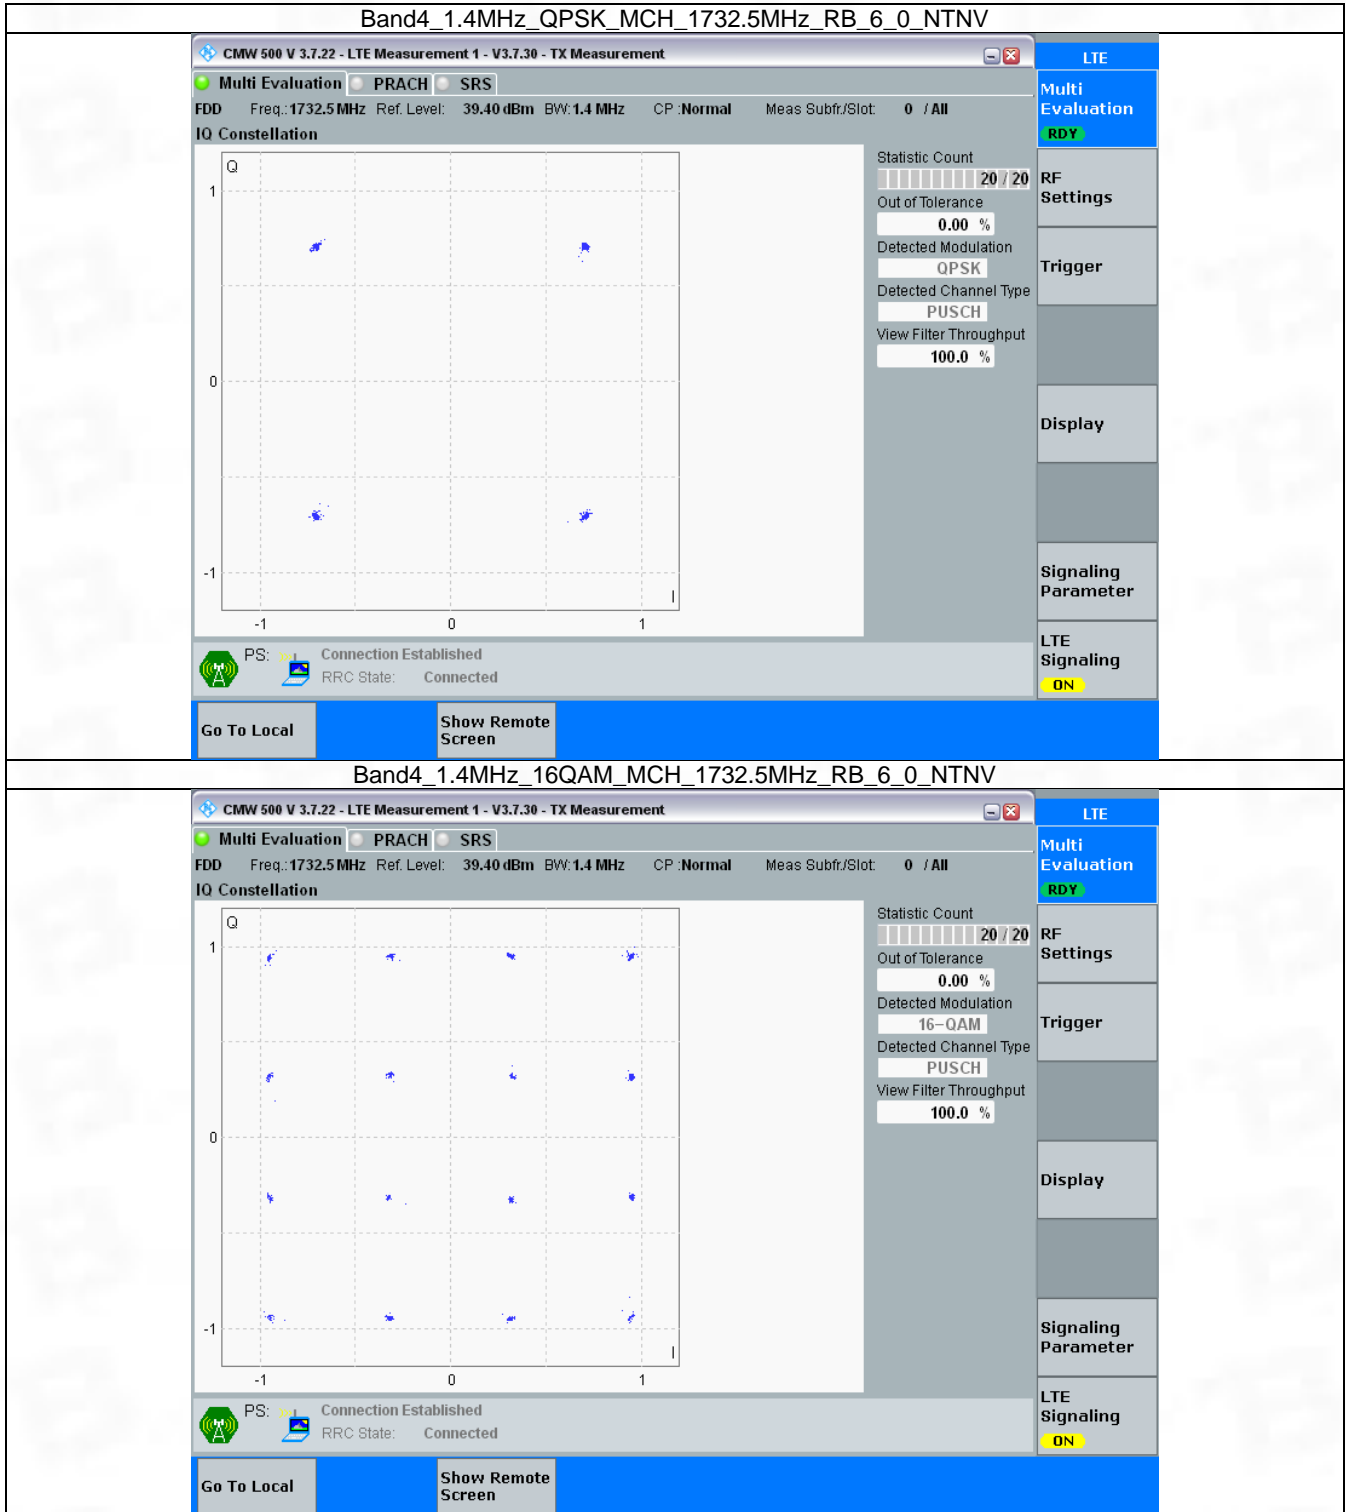 Band4_1.4MHz_QPSK_MCH_1732.5MHz_RB_6_0_NTNV
CMW 500 V 3.7.22 - LTE Measurement 1 - V3.7.30 - TX Measurement
LTE
Multi Evaluation PRACH SRS
Multi
Evaluation
RDY
FDD Freq.: 1732.5 MHz Ref. Level: 39.40 dBm BW: 1.4 MHz CP : Normal Meas Subfr./Slot: 0 / All
IQ Constellation
Q
1
0
-1
I
-1 0 1
Statistic Count
20 / 20
Out of Tolerance
0.00 %
Detected Modulation
QPSK
Detected Channel Type
PUSCH
View Filter Throughput
100.0 %
RF
Settings
Trigger
Display
Signaling
Parameter
LTE
Signaling
ON
PS: Connection Established
RRC State: Connected
Go To Local
Show Remote
Screen
Band4_1.4MHz_16QAM_MCH_1732.5MHz_RB_6_0_NTNV
CMW 500 V 3.7.22 - LTE Measurement 1 - V3.7.30 - TX Measurement
LTE
Multi Evaluation PRACH SRS
Multi
Evaluation
RDY
FDD Freq.: 1732.5 MHz Ref. Level: 39.40 dBm BW: 1.4 MHz CP : Normal Meas Subfr./Slot: 0 / All
IQ Constellation
Q
1
0
-1
I
-1 0 1
Statistic Count
20 / 20
Out of Tolerance
0.00 %
Detected Modulation
16-QAM
Detected Channel Type
PUSCH
View Filter Throughput
100.0 %
RF
Settings
Trigger
Display
Signaling
Parameter
LTE
Signaling
ON
PS: Connection Established
RRC State: Connected
Go To Local
Show Remote
Screen